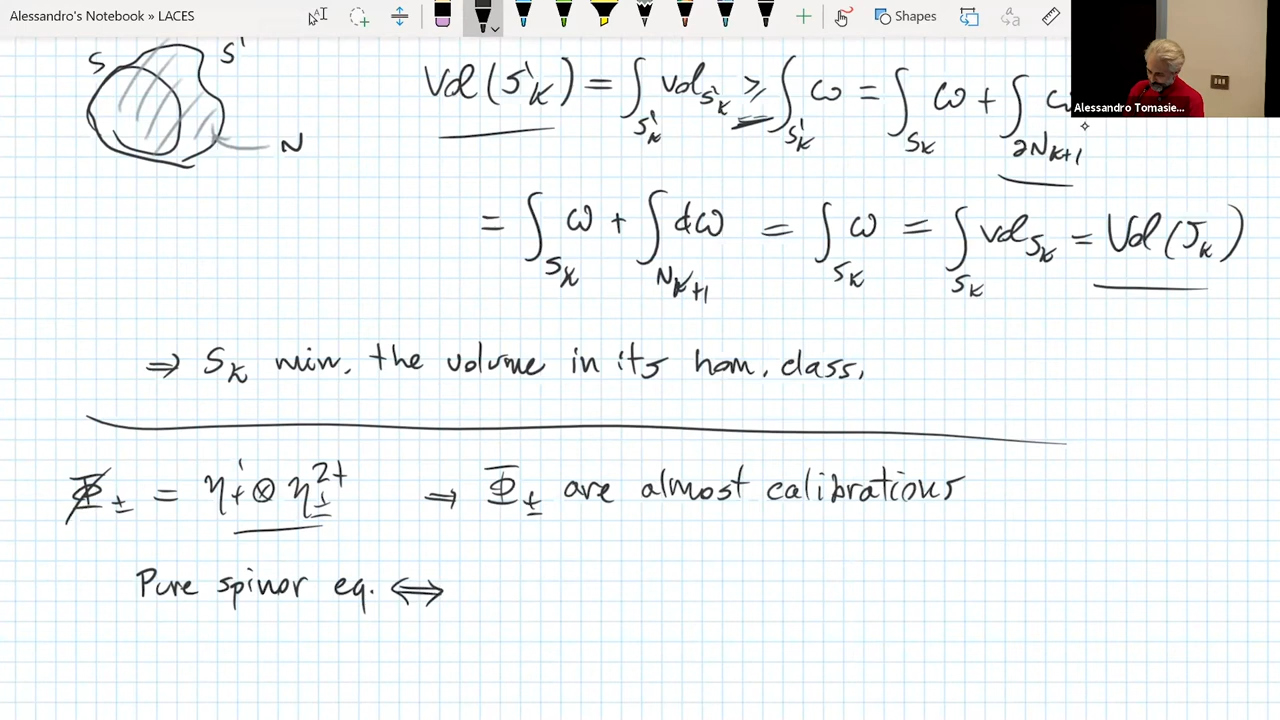 Alessandro's Notebook » LACES
Shapes
Alessandro Tomasie...
S S'
N
Vol(S'_K) = ∫_{S'_K} vol_{S'_K} ≥ ∫_{S'_K} ω = ∫_{S_K} ω + ∫_{∂N_{K+1}}
= ∫_{S_K} ω + ∫_{N_{K+1}} dω = ∫_{S_K} ω = ∫_{S_K} vol_{S_K} = Vol(S_K)
⇒ S_K min. the volume in its hom. class.
Φ̸_± = η^1_+ ⊗ η^{2†}_± ⇒ Φ_± are almost calibrations
Pure spinor eq. ⟺